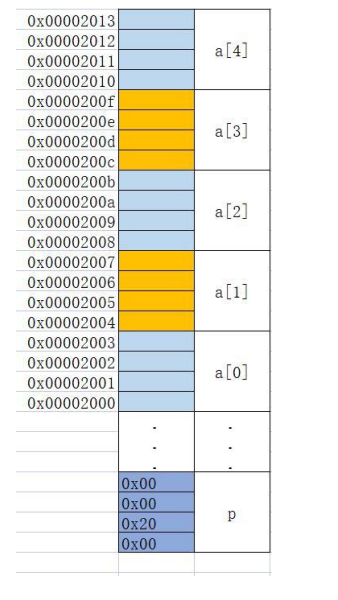 0x00002013
0x00002012
a[4]
0x00002011
0x00002010
0x0000200f
0x0000200e
a[3]
0x0000200d
0x0000200c
0x0000200b
0x0000200a
a[2]
0x00002009
0x00002008
0x00002007
0x00002006
a[1]
0x00002005
0x00002004
0x00002003
0x00002002
a[0]
0x00002001
0x00002000
. .
. .
. .
0x00
0x00
p
0x20
0x00